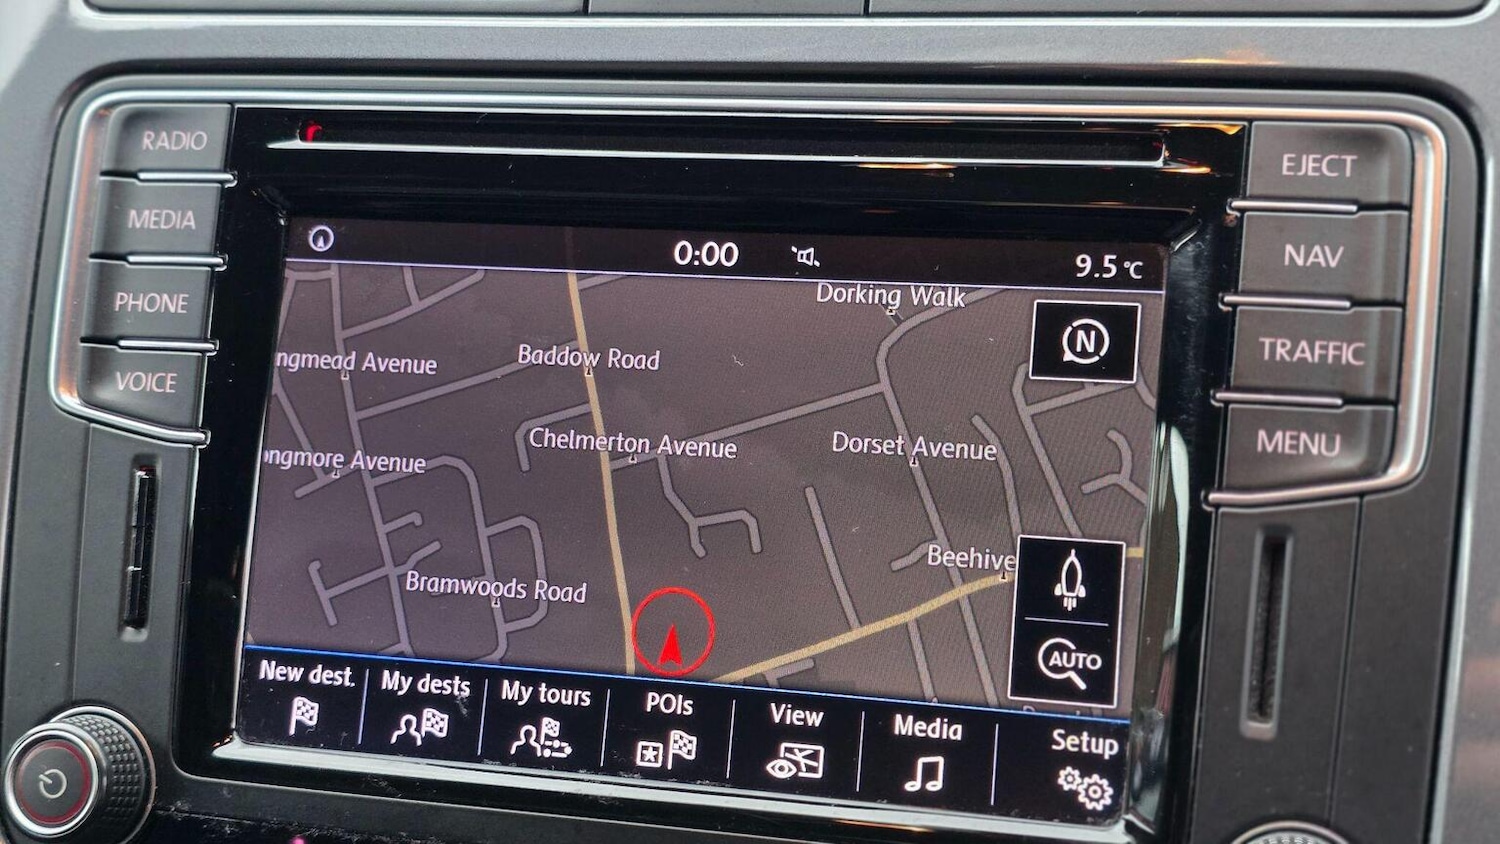 RADIO
MEDIA
PHONE
VOICE
EJECT
NAV
TRAFFIC
MENU
0:00
9.5 °C
Dorking Walk
N
ngmead Avenue
Baddow Road
Chelmerton Avenue
Dorset Avenue
ongmore Avenue
Beehive
Bramwoods Road
AUTO
New dest.
My dests
My tours
POIs
View
Media
Setup